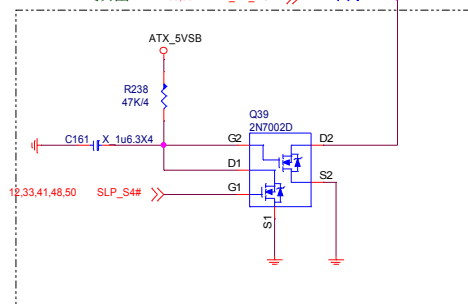 ATX_5VSB
R238
47K/4
Q39
2N7002D
C161
X_1u6.3X4
G2
D2
D1
S2
12,33,41,48,50
SLP_S4#
G1
S1